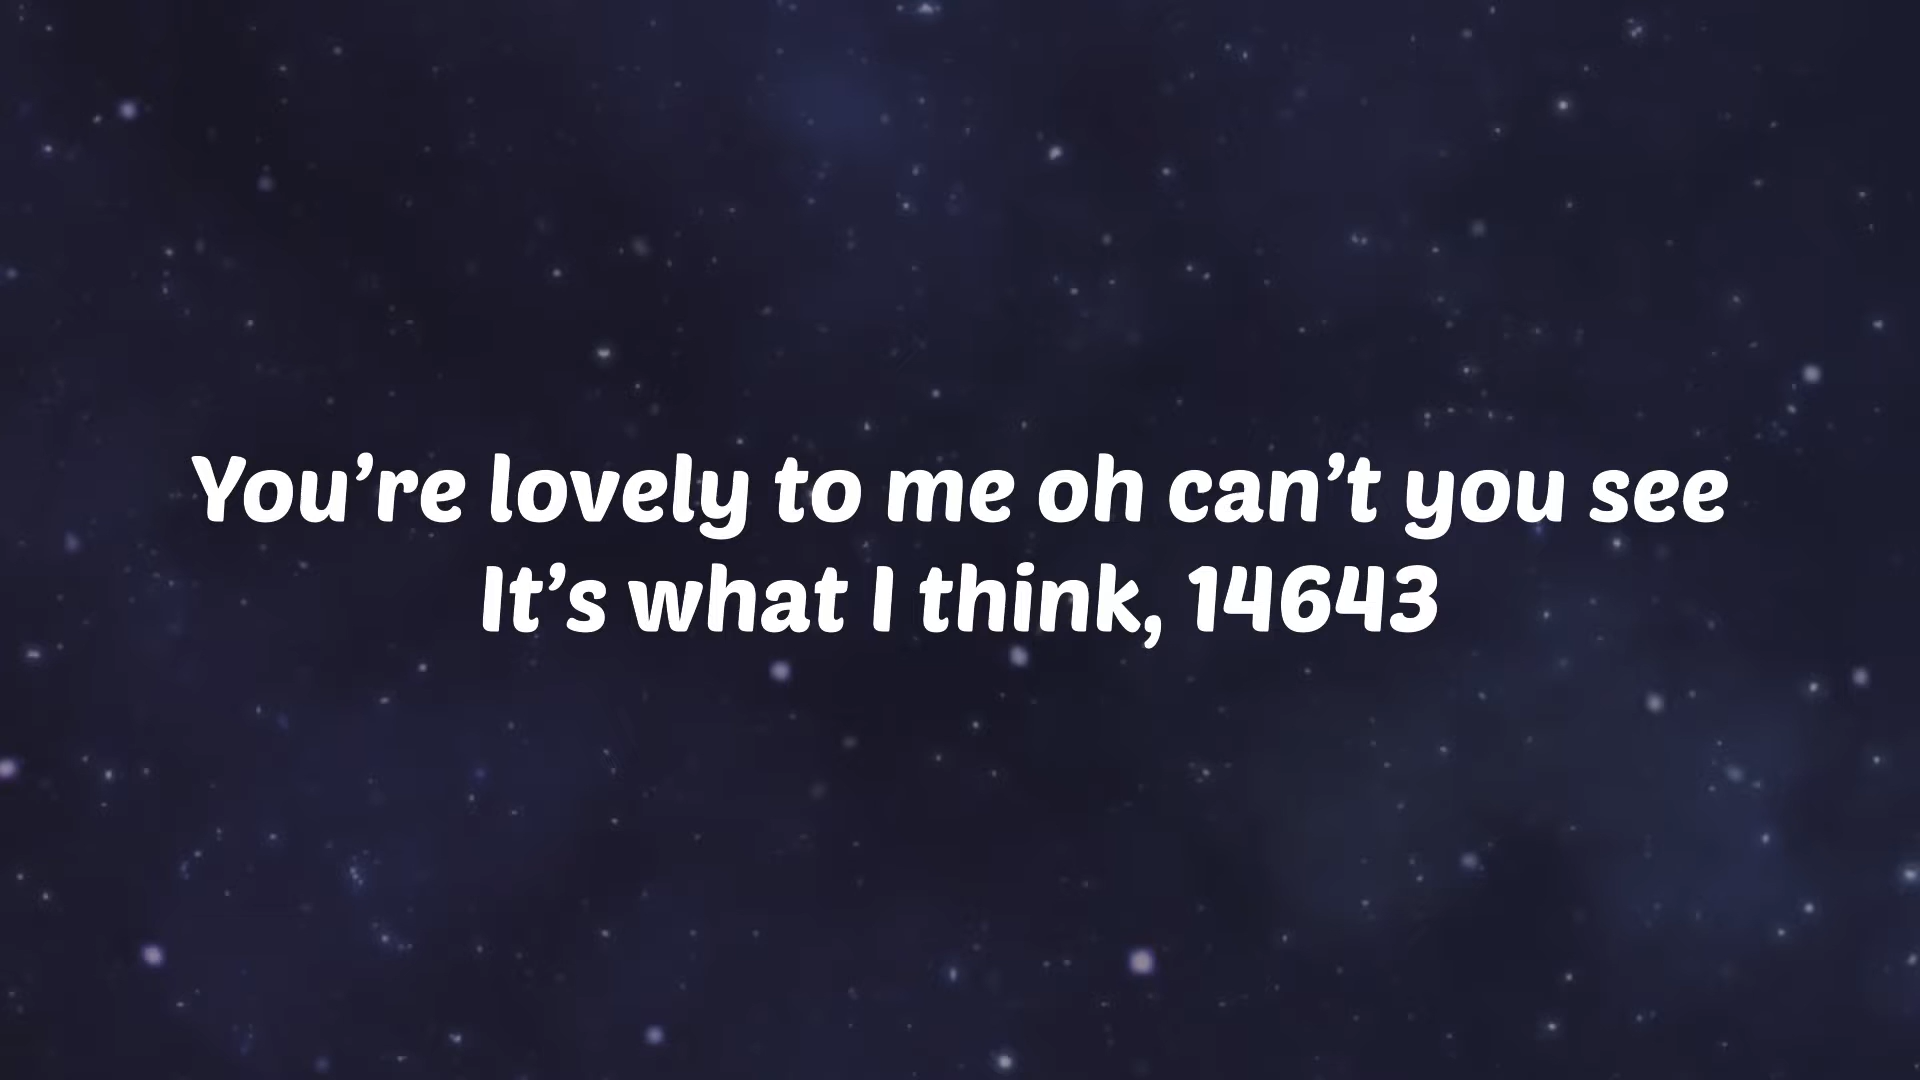 You’re lovely to me oh can’t you see
It’s what I think, 14643